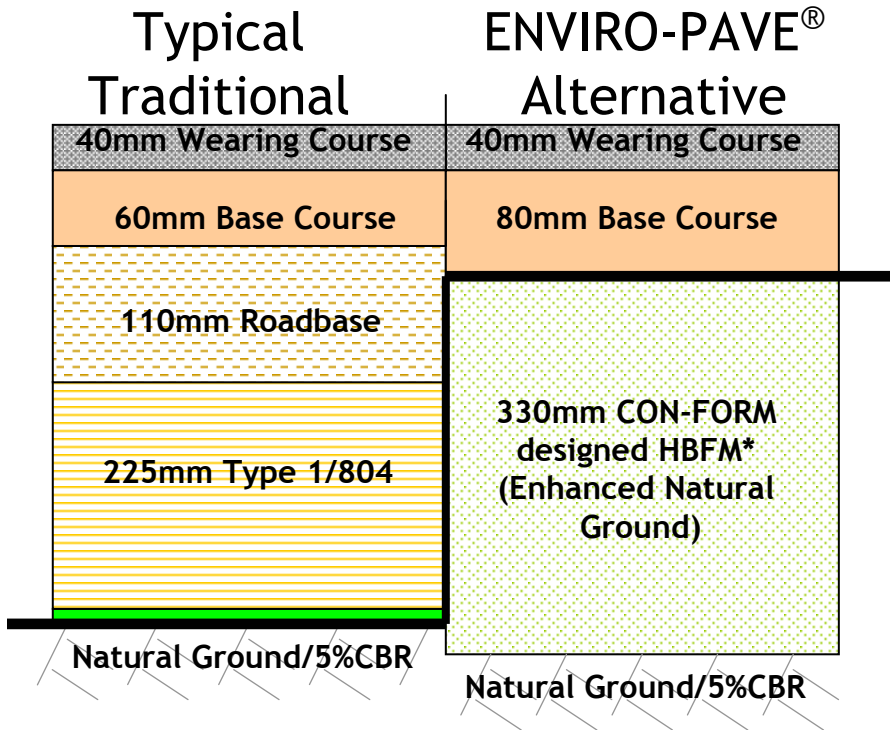 Typical
Traditional
ENVIRO-PAVE®
Alternative
40mm Wearing Course
40mm Wearing Course
60mm Base Course
80mm Base Course
110mm Roadbase
225mm Type 1/804
330mm CON-FORM
designed HBFM*
(Enhanced Natural
Ground)
Natural Ground/5%CBR
Natural Ground/5%CBR